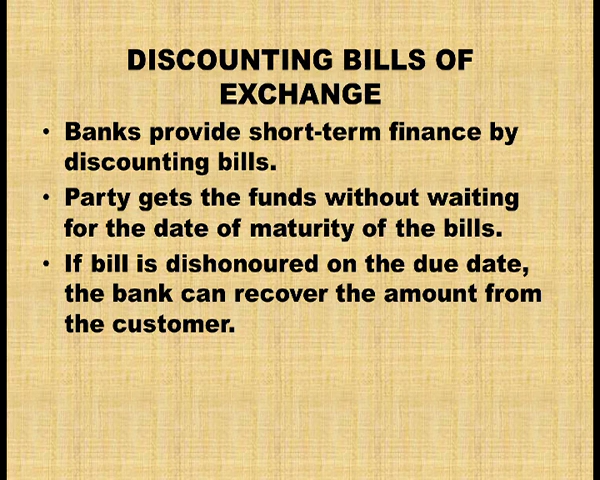 DISCOUNTING BILLS OF
EXCHANGE
• Banks provide short-term finance by
discounting bills.
• Party gets the funds without waiting
for the date of maturity of the bills.
• If bill is dishonoured on the due date,
the bank can recover the amount from
the customer.